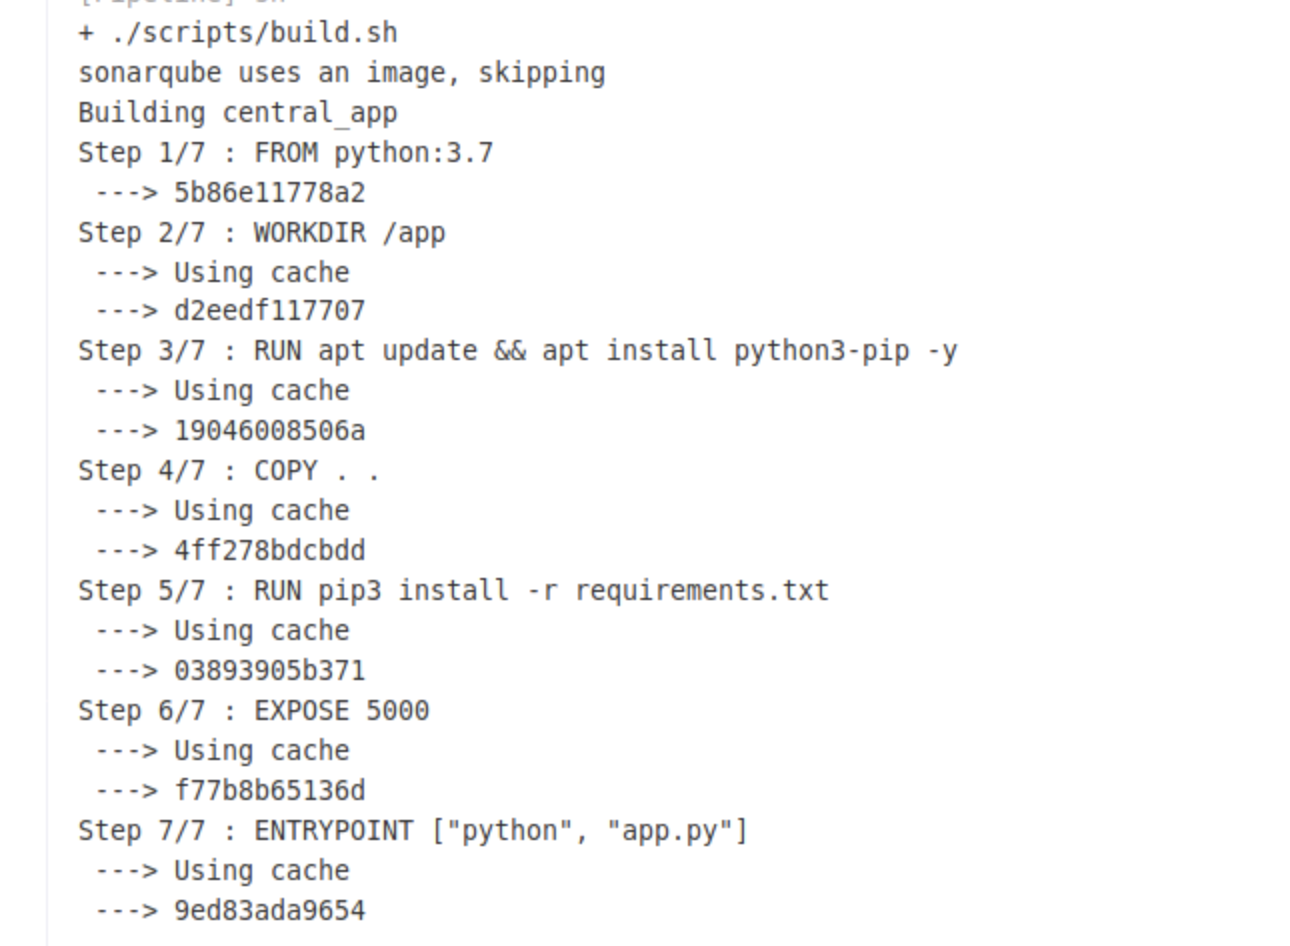 [Pipeline] sh
+ ./scripts/build.sh
sonarqube uses an image, skipping
Building central_app
Step 1/7 : FROM python:3.7
 ---> 5b86e11778a2
Step 2/7 : WORKDIR /app
 ---> Using cache
 ---> d2eedf117707
Step 3/7 : RUN apt update && apt install python3-pip -y
 ---> Using cache
 ---> 19046008506a
Step 4/7 : COPY . .
 ---> Using cache
 ---> 4ff278bdcbdd
Step 5/7 : RUN pip3 install -r requirements.txt
 ---> Using cache
 ---> 03893905b371
Step 6/7 : EXPOSE 5000
 ---> Using cache
 ---> f77b8b65136d
Step 7/7 : ENTRYPOINT ["python", "app.py"]
 ---> Using cache
 ---> 9ed83ada9654